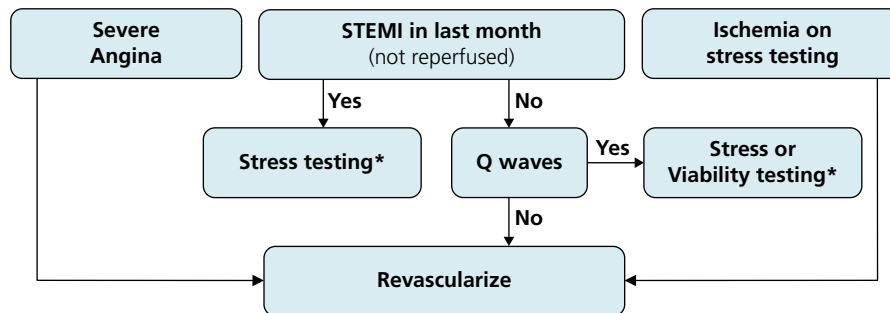 Severe
Angina
STEMI in last month
(not reperfused)
Ischemia on
stress testing
Yes
No
Stress testing*
Q waves
Yes
Stress or
Viability testing*
No
Revascularize